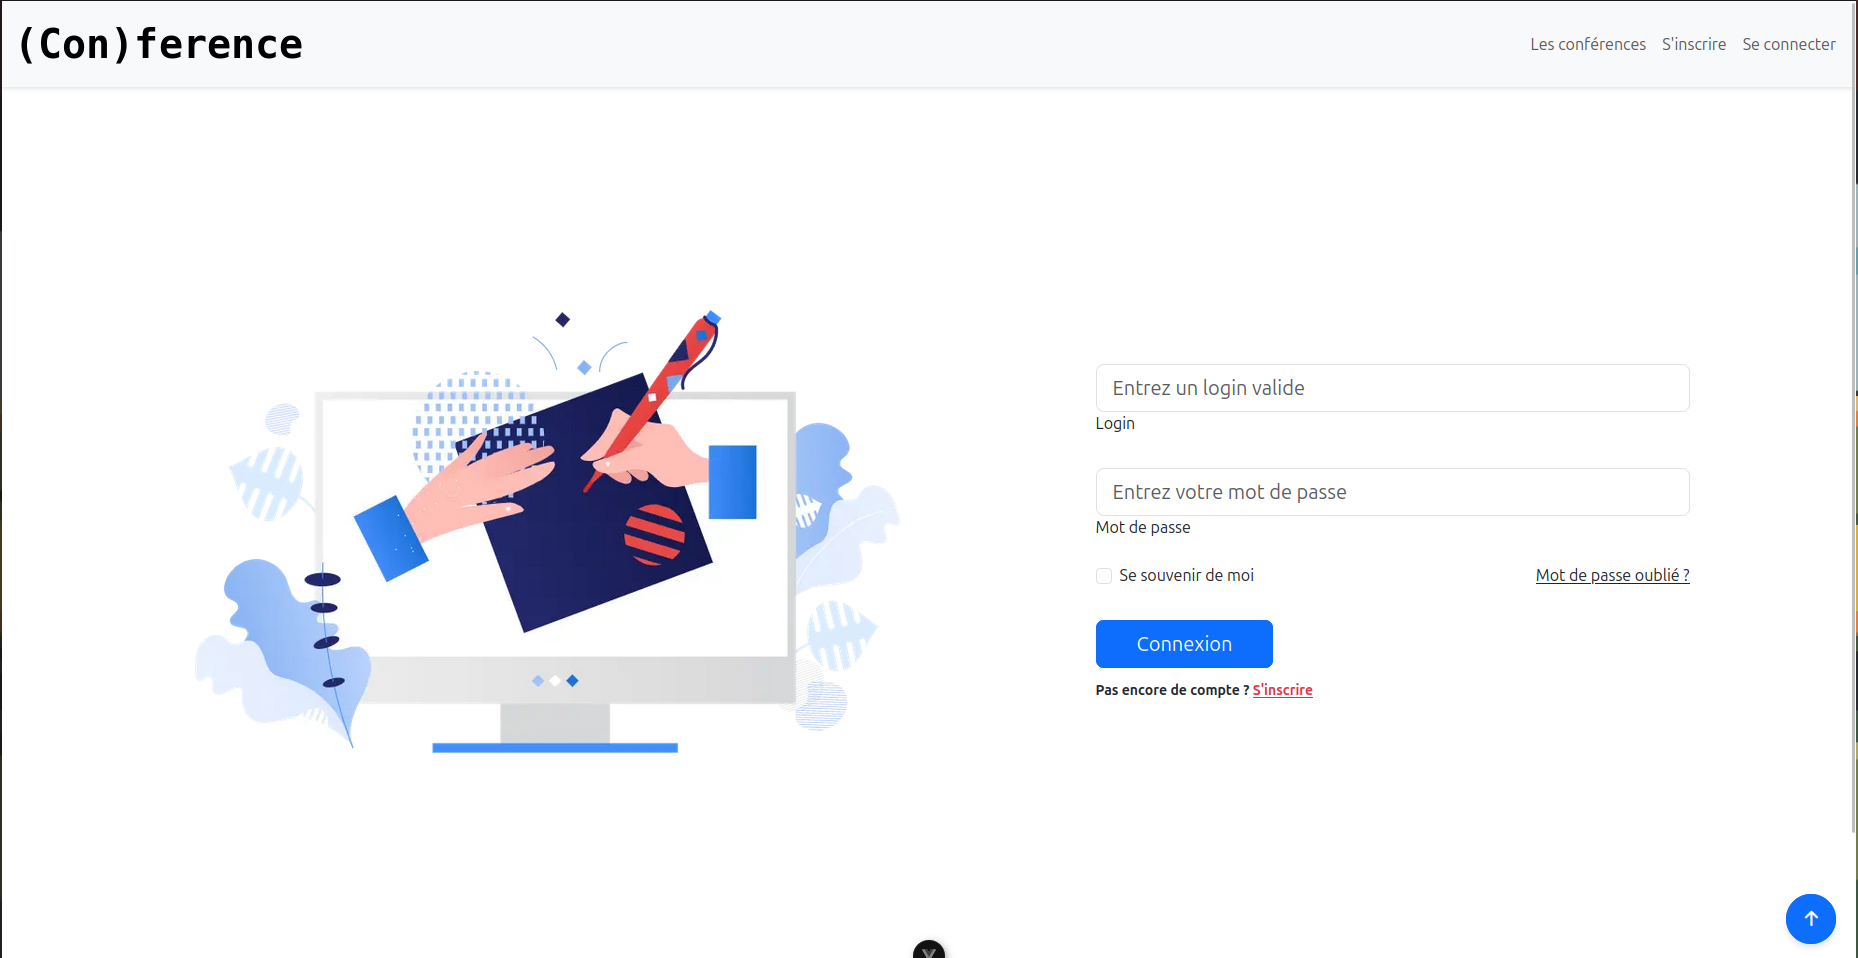 (Con)ference
Les conférences S'inscrire Se connecter
Entrez un login valide
Login
Entrez votre mot de passe
Mot de passe
Se souvenir de moi Mot de passe oublié ?
Connexion
Pas encore de compte ? S'inscrire